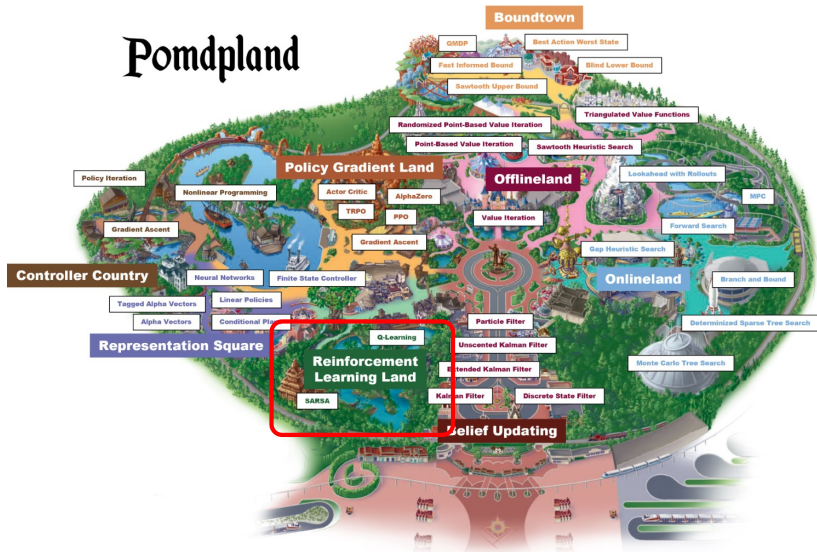 Boundtown
Pomdpland
QMDP
Best Action Worst State
Fast Informed Bound
Blind Lower Bound
Sawtooth Upper Bound
Triangulated Value Functions
Randomized Point-Based Value Iteration
Point-Based Value Iteration
Sawtooth Heuristic Search
Policy Gradient Land
Offlineland
Lookahead with Rollouts
Policy Iteration
Nonlinear Programming
Actor Critic
AlphaZero
MPC
TRPO
PPO
Value Iteration
Forward Search
Gradient Ascent
Gradient Ascent
Gap Heuristic Search
Controller Country
Neural Networks
Finite State Controller
Onlineland
Branch and Bound
Tagged Alpha Vectors
Linear Policies
Alpha Vectors
Conditional Plans
Particle Filter
Determinized Sparse Tree Search
Representation Square
Q-Learning
Unscented Kalman Filter
Reinforcement
Learning Land
Extended Kalman Filter
Monte Carlo Tree Search
SARSA
Kalman Filter
Discrete State Filter
Belief Updating